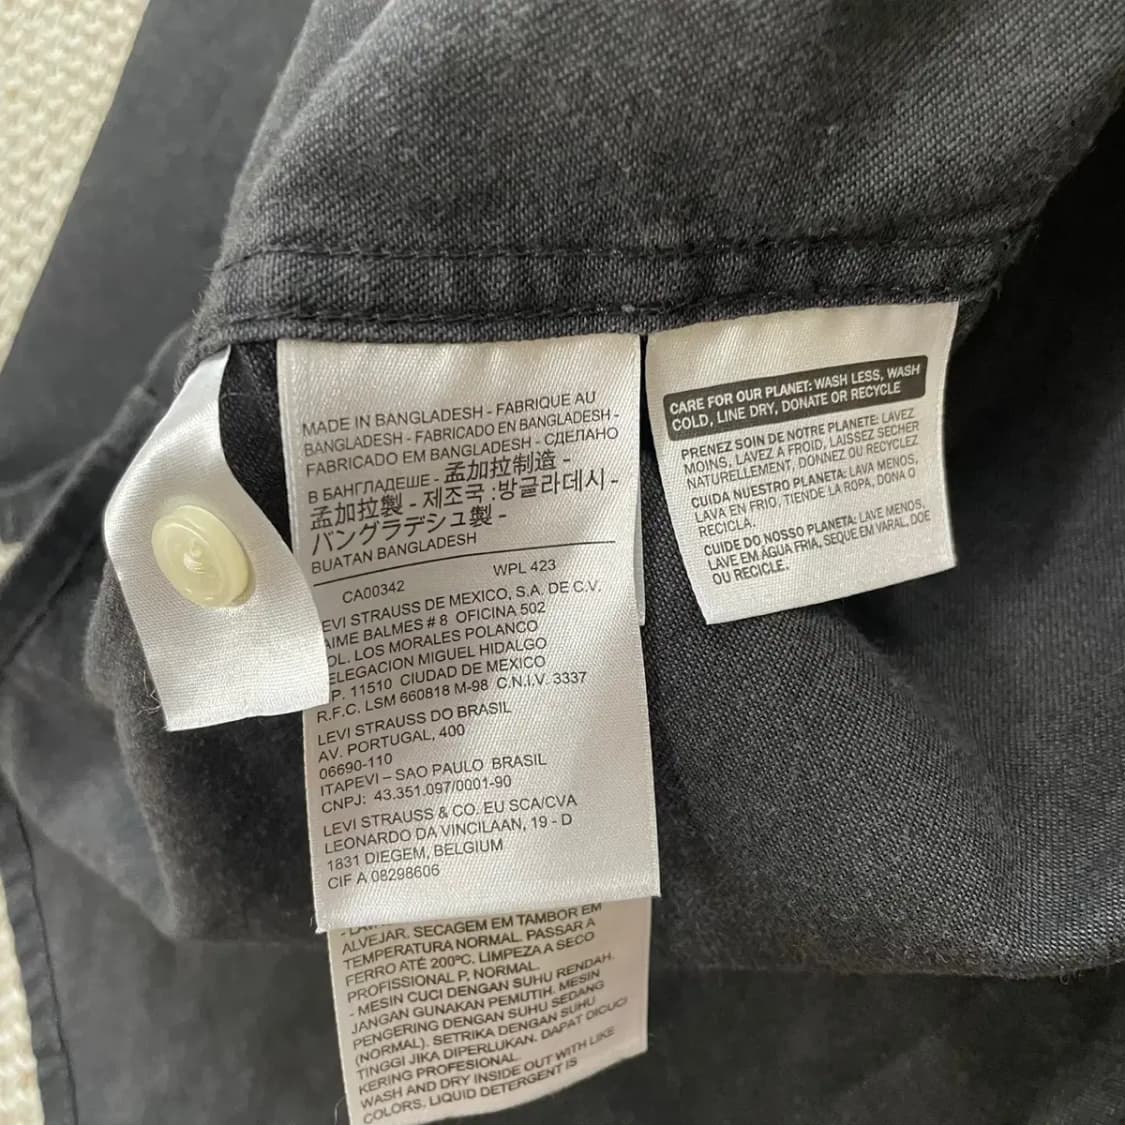 MADE IN BANGLADESH - FABRIQUE AU
BANGLADESH - FABRICADO EN BANGLADESH -
FABRICADO EM BANGLADESH - СДЕЛАНО
В БАНГЛАДЕШЕ - 孟加拉制造 -
孟加拉製 - 제조국 :방글라데시 -
バングラデシュ製 -
BUATAN BANGLADESH
CA00342 WPL 423
EVI STRAUSS DE MEXICO, S.A. DE C.V.
AIME BALMES # 8 OFICINA 502
OL. LOS MORALES POLANCO
ELEGACION MIGUEL HIDALGO
P. 11510 CIUDAD DE MEXICO
R.F.C. LSM 660818 M-98 C.N.I.V. 3337
LEVI STRAUSS DO BRASIL
AV. PORTUGAL, 400
06690-110
ITAPEVI – SAO PAULO BRASIL
CNPJ: 43.351.097/0001-90
LEVI STRAUSS & CO. EU SCA/CVA
LEONARDO DA VINCILAAN, 19 - D
1831 DIEGEM, BELGIUM
CIF A 08298606
ALVEJAR. SECAGEM EM TAMBOR EM
TEMPERATURA NORMAL. PASSAR A
FERRO ATÉ 200ºC. LIMPEZA A SECO
PROFISSIONAL P, NORMAL.
- MESIN CUCI DENGAN SUHU RENDAH.
JANGAN GUNAKAN PEMUTIH. MESIN
PENGERING DENGAN SUHU SEDANG
(NORMAL). SETRIKA DENGAN SUHU
TINGGI JIKA DIPERLUKAN. DAPAT DICUCI
KERING PROFESIONAL.
WASH AND DRY INSIDE OUT WITH LIKE
COLORS. LIQUID DETERGENT IS
CARE FOR OUR PLANET: WASH LESS, WASH
COLD, LINE DRY, DONATE OR RECYCLE
PRENEZ SOIN DE NOTRE PLANETE: LAVEZ
MOINS, LAVEZ A FROID, LAISSEZ SECHER
NATURELLEMENT, DONNEZ OU RECYCLEZ
CUIDA NUESTRO PLANETA: LAVA MENOS,
LAVA EN FRIO, TIENDE LA ROPA, DONA O
RECICLA.
CUIDE DO NOSSO PLANETA: LAVE MENOS,
LAVE EM ÁGUA FRIA, SEQUE EM VARAL, DOE
OU RECICLE.